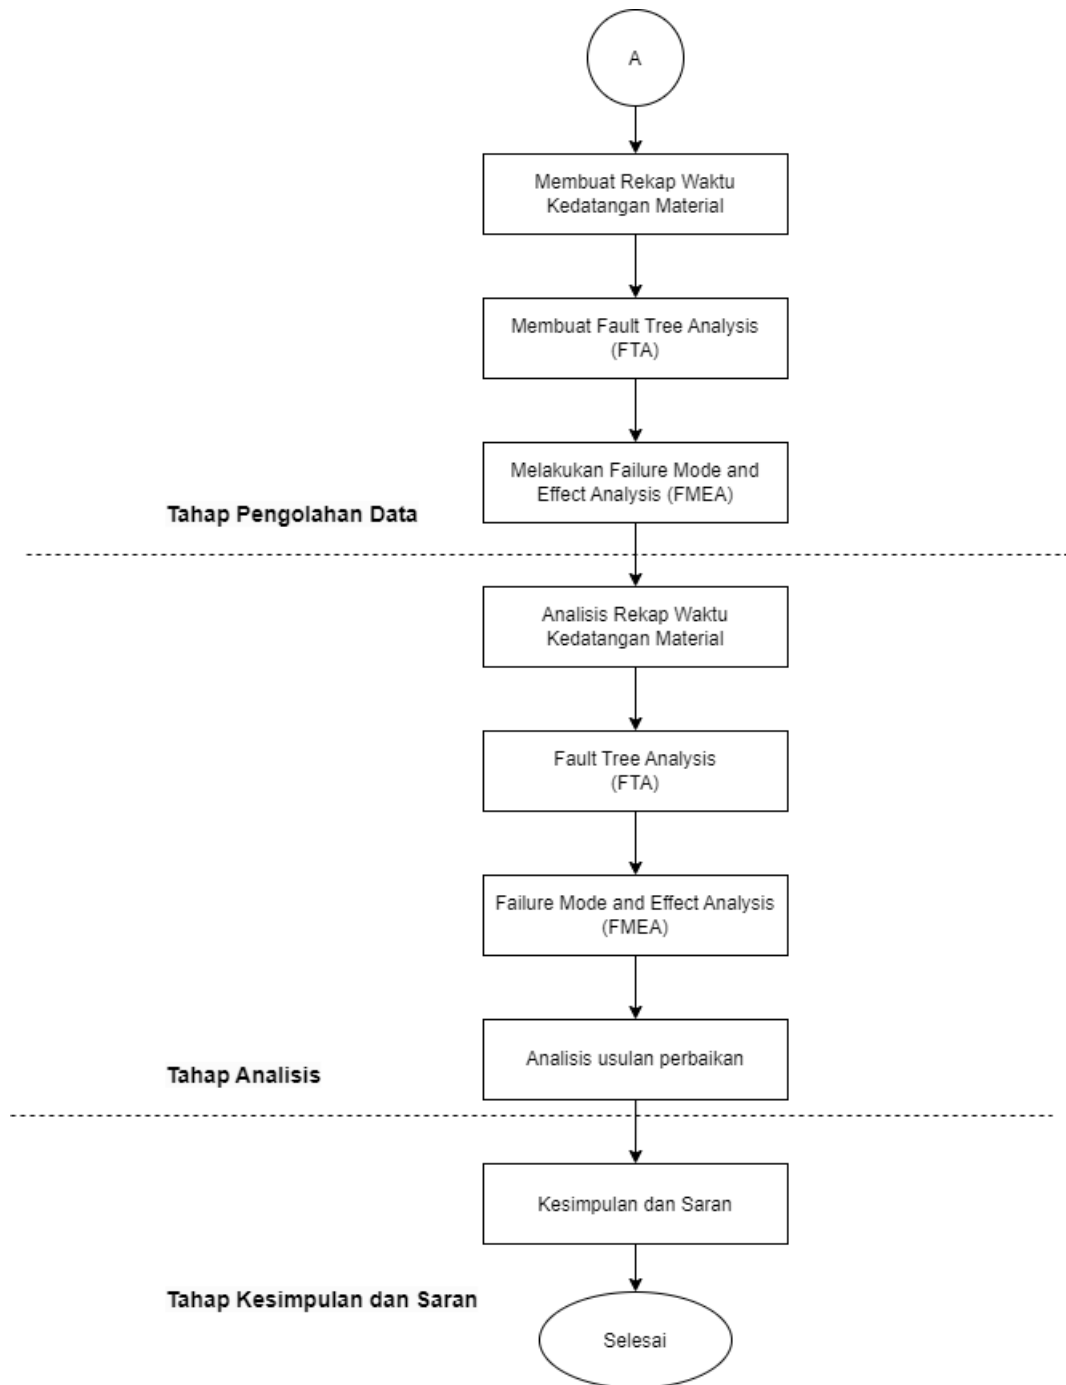 A
Membuat Rekap Waktu
Kedatangan Material
Membuat Fault Tree Analysis
(FTA)
Melakukan Failure Mode and
Effect Analysis (FMEA)
Tahap Pengolahan Data
Analisis Rekap Waktu
Kedatangan Material
Fault Tree Analysis
(FTA)
Failure Mode and Effect Analysis
(FMEA)
Analisis usulan perbaikan
Tahap Analisis
Kesimpulan dan Saran
Tahap Kesimpulan dan Saran
Selesai